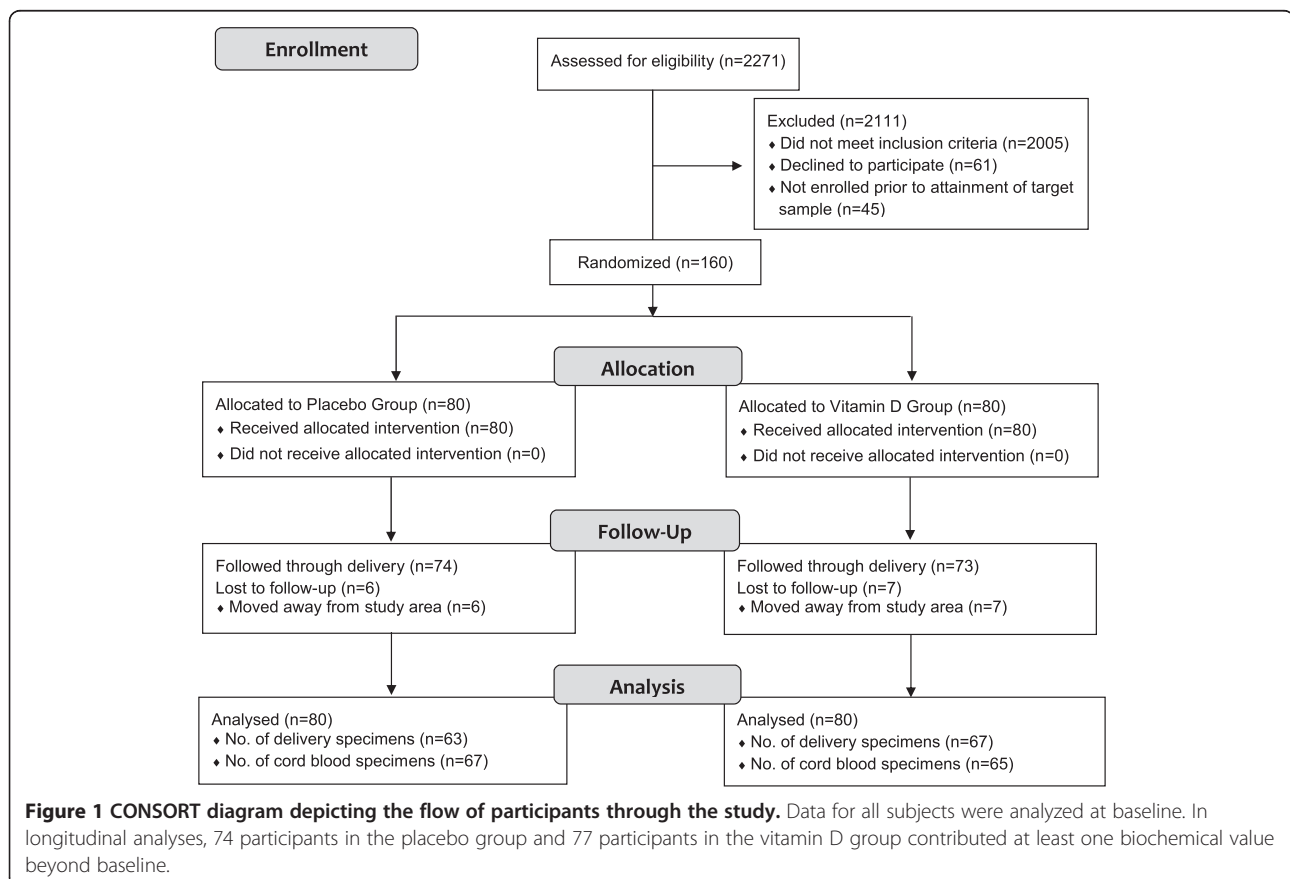 Enrollment
Assessed for eligibility (n=2271)
Excluded (n=2111)
♦ Did not meet inclusion criteria (n=2005)
♦ Declined to participate (n=61)
♦ Not enrolled prior to attainment of target
sample (n=45)
Randomized (n=160)
Allocation
Allocated to Placebo Group (n=80)
♦ Received allocated intervention (n=80)
♦ Did not receive allocated intervention (n=0)
Allocated to Vitamin D Group (n=80)
♦ Received allocated intervention (n=80)
♦ Did not receive allocated intervention (n=0)
Follow-Up
Followed through delivery (n=74)
Lost to follow-up (n=6)
♦ Moved away from study area (n=6)
Followed through delivery (n=73)
Lost to follow-up (n=7)
♦ Moved away from study area (n=7)
Analysis
Analysed (n=80)
♦ No. of delivery specimens (n=63)
♦ No. of cord blood specimens (n=67)
Analysed (n=80)
♦ No. of delivery specimens (n=67)
♦ No. of cord blood specimens (n=65)
Figure 1 CONSORT diagram depicting the flow of participants through the study. Data for all subjects were analyzed at baseline. In
longitudinal analyses, 74 participants in the placebo group and 77 participants in the vitamin D group contributed at least one biochemical value
beyond baseline.